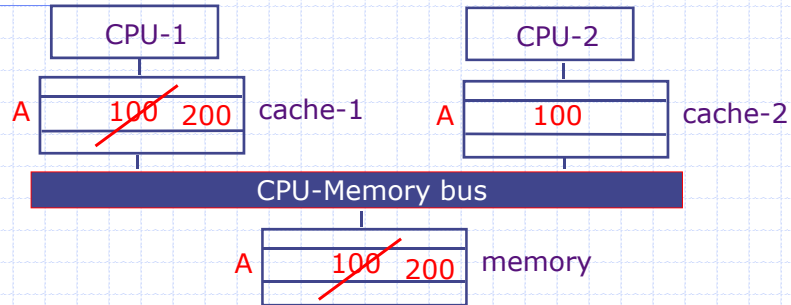 CPU-1 CPU-2
A 100 200 cache-1 A 100 cache-2
CPU-Memory bus
A 100 200 memory